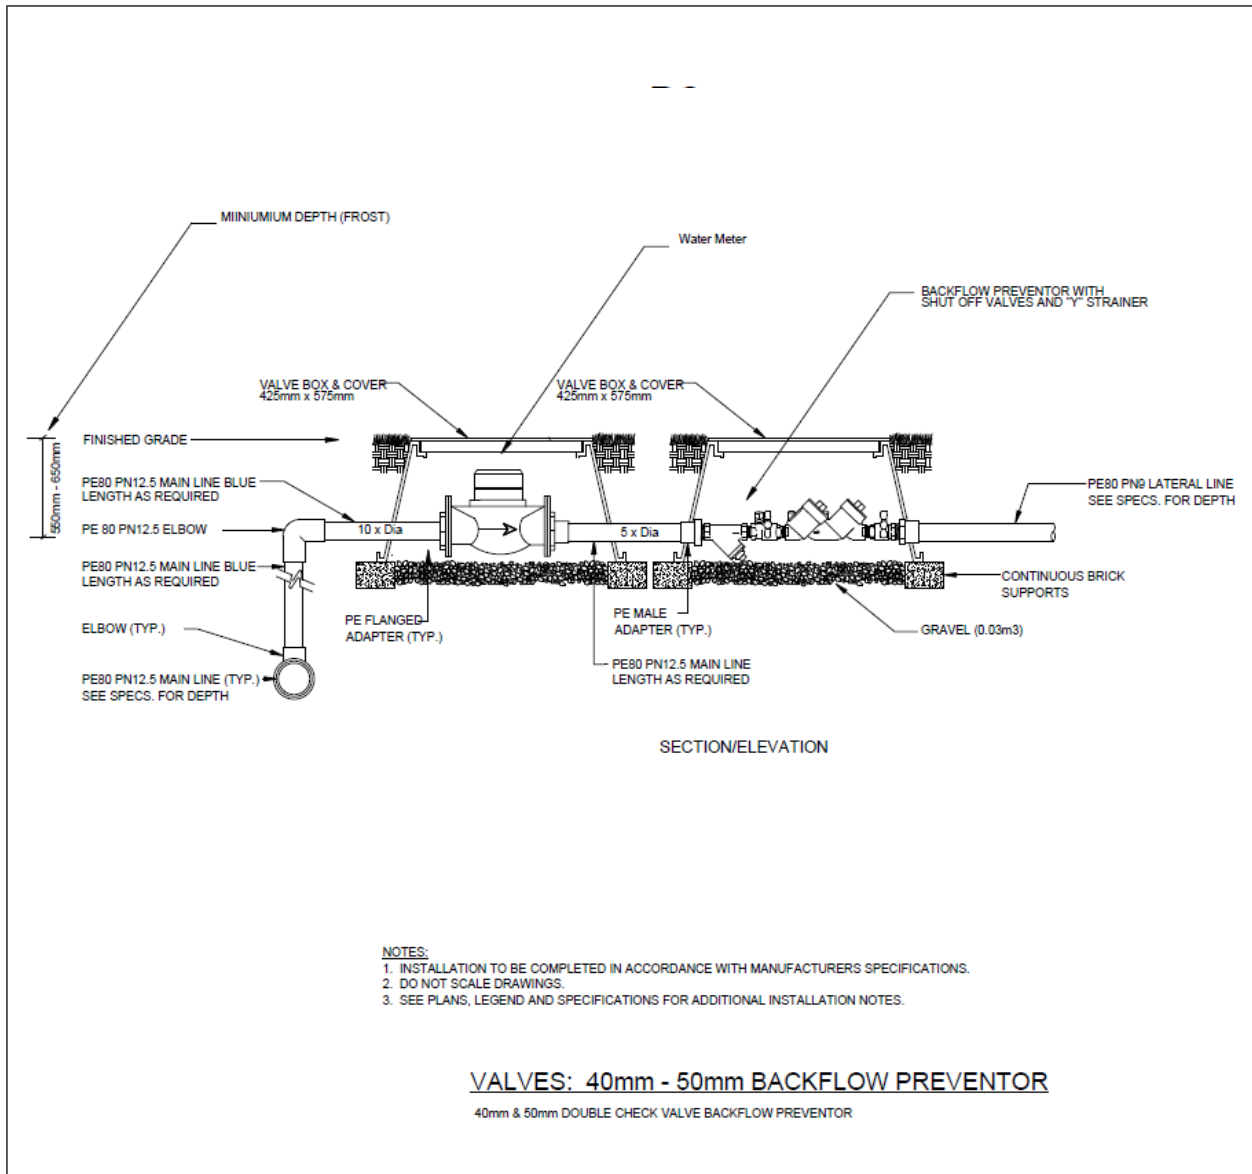 MIINIUMIUM DEPTH (FROST)
Water Meter
BACKFLOW PREVENTOR WITH
SHUT OFF VALVES AND "Y" STRAINER
VALVE BOX & COVER
425mm x 575mm
VALVE BOX & COVER
425mm x 575mm
FINISHED GRADE
550mm - 650mm
PE80 PN12.5 MAIN LINE BLUE
LENGTH AS REQUIRED
PE80 PN9 LATERAL LINE
SEE SPECS. FOR DEPTH
PE 80 PN12.5 ELBOW
10 x Dia
5 x Dia
PE80 PN12.5 MAIN LINE BLUE
LENGTH AS REQUIRED
CONTINUOUS BRICK
SUPPORTS
PE FLANGED
ADAPTER (TYP.)
PE MALE
ADAPTER (TYP.)
ELBOW (TYP.)
GRAVEL (0.03m3)
PE80 PN12.5 MAIN LINE
LENGTH AS REQUIRED
PE80 PN12.5 MAIN LINE (TYP.)
SEE SPECS. FOR DEPTH
SECTION/ELEVATION
NOTES:
1. INSTALLATION TO BE COMPLETED IN ACCORDANCE WITH MANUFACTURERS SPECIFICATIONS.
2. DO NOT SCALE DRAWINGS.
3. SEE PLANS, LEGEND AND SPECIFICATIONS FOR ADDITIONAL INSTALLATION NOTES.
VALVES: 40mm - 50mm BACKFLOW PREVENTOR
40mm & 50mm DOUBLE CHECK VALVE BACKFLOW PREVENTOR